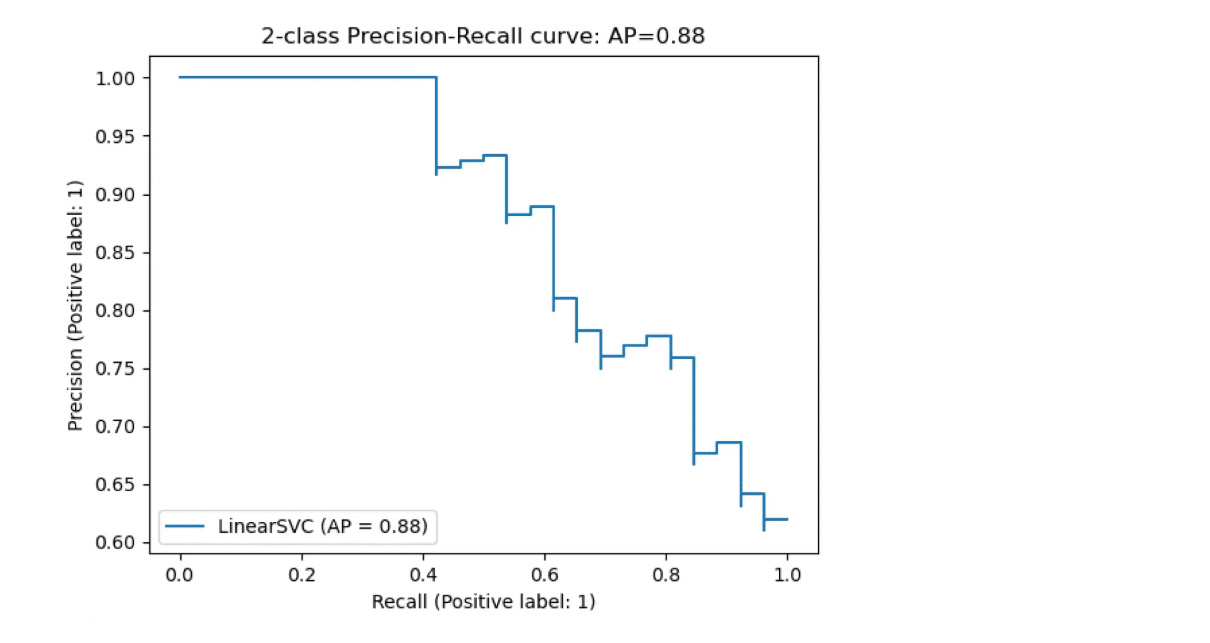 2-class Precision-Recall curve: AP=0.88
1.00
0.95
0.90
0.85
0.80
0.75
0.70
0.65
0.60
Precision (Positive label: 1)
LinearSVC (AP = 0.88)
0.0 0.2 0.4 0.6 0.8 1.0
Recall (Positive label: 1)